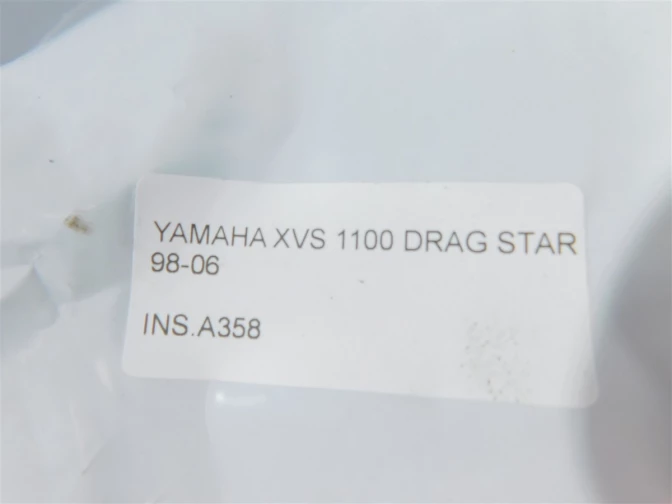 YAMAHA XVS 1100 DRAG STAR
98-06
INS.A358